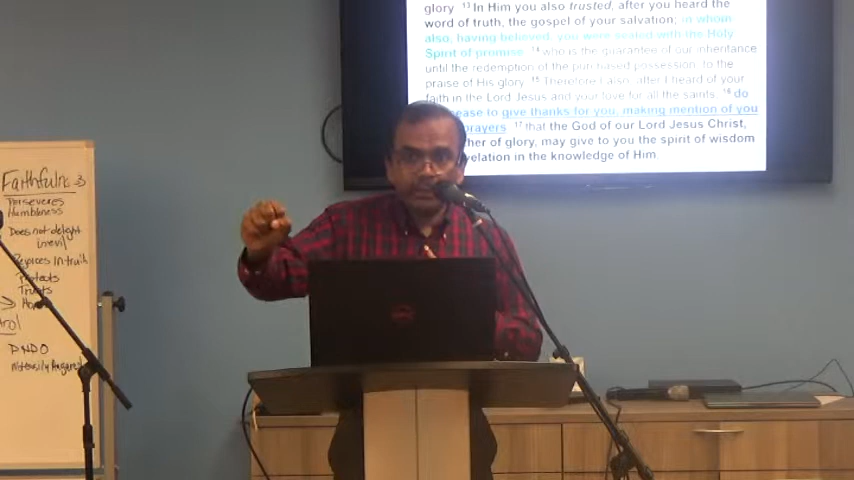 glory. 13 In Him you also trusted, after you heard the
word of truth, the gospel of your salvation; in whom
also, having believed, you were sealed with the Holy
Spirit of promise, 14 who is the guarantee of our inheritance
until the redemption of the purchased possession, to the
praise of His glory. 15 Therefore I also, after I heard of your
faith in the Lord Jesus and your love for all the saints, 16 do
cease to give thanks for you, making mention of you
prayers: 17 that the God of our Lord Jesus Christ,
of glory, may give to you the spirit of wisdom
in the knowledge of Him,
Perseveres
Humbleness
Does not delight
in evil
Rejoices in truth
Protects
Trusts
DNDO
DELL